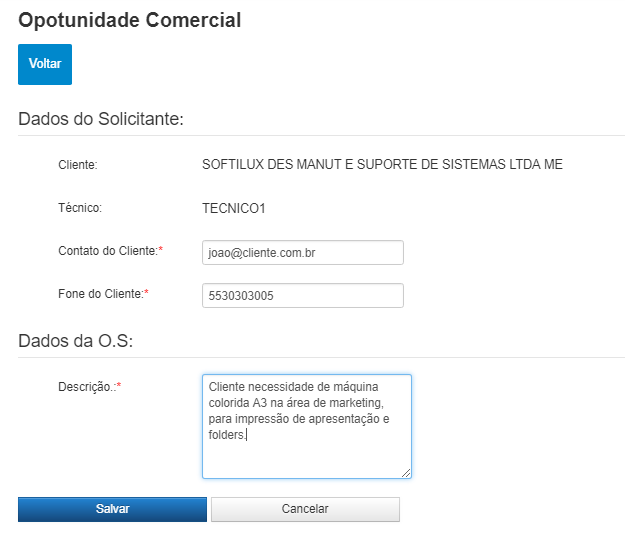 Opotunidade Comercial
Voltar
Dados do Solicitante:
Cliente: SOFTILUX DES MANUT E SUPORTE DE SISTEMAS LTDA ME
Técnico: TECNICO1
Contato do Cliente:* joao@cliente.com.br
Fone do Cliente:* 5530303005
Dados da O.S:
Descrição.:* Cliente necessidade de máquina
colorida A3 na área de marketing,
para impressão de apresentação e
folders.
Salvar Cancelar